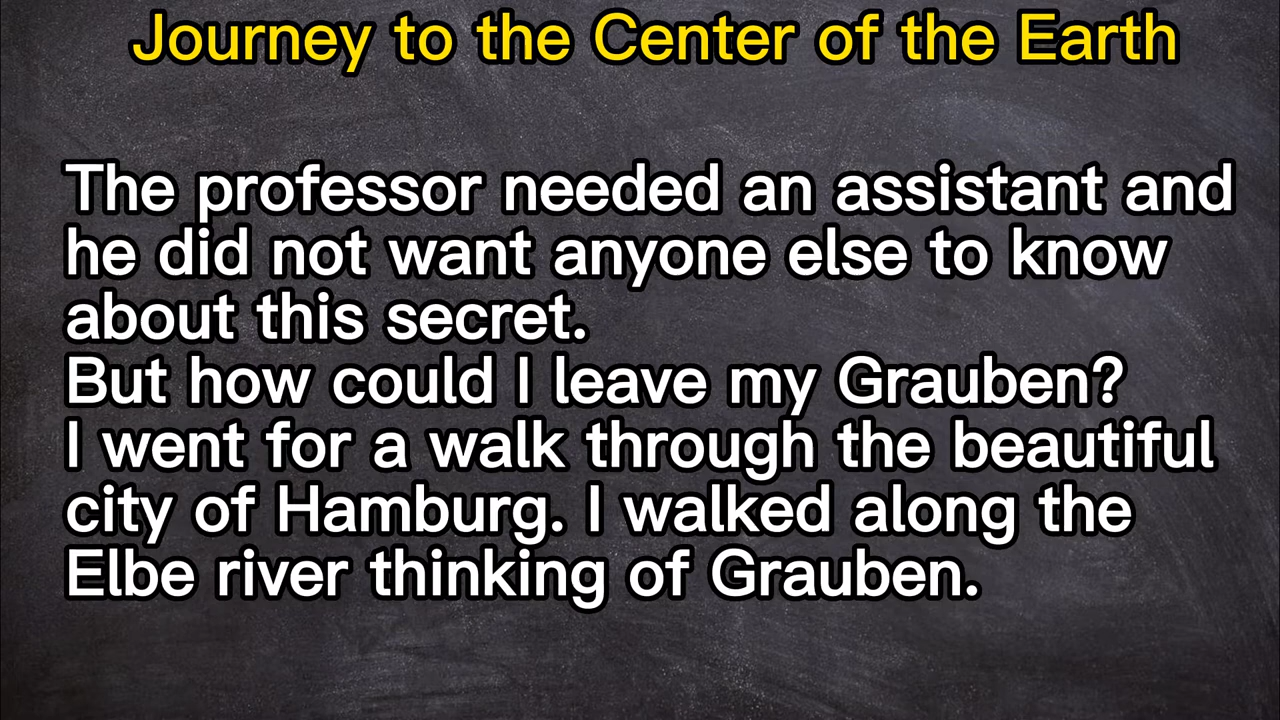 Journey to the Center of the Earth
The professor needed an assistant and
he did not want anyone else to know
about this secret.
But how could I leave my Grauben?
I went for a walk through the beautiful
city of Hamburg. I walked along the
Elbe river thinking of Grauben.